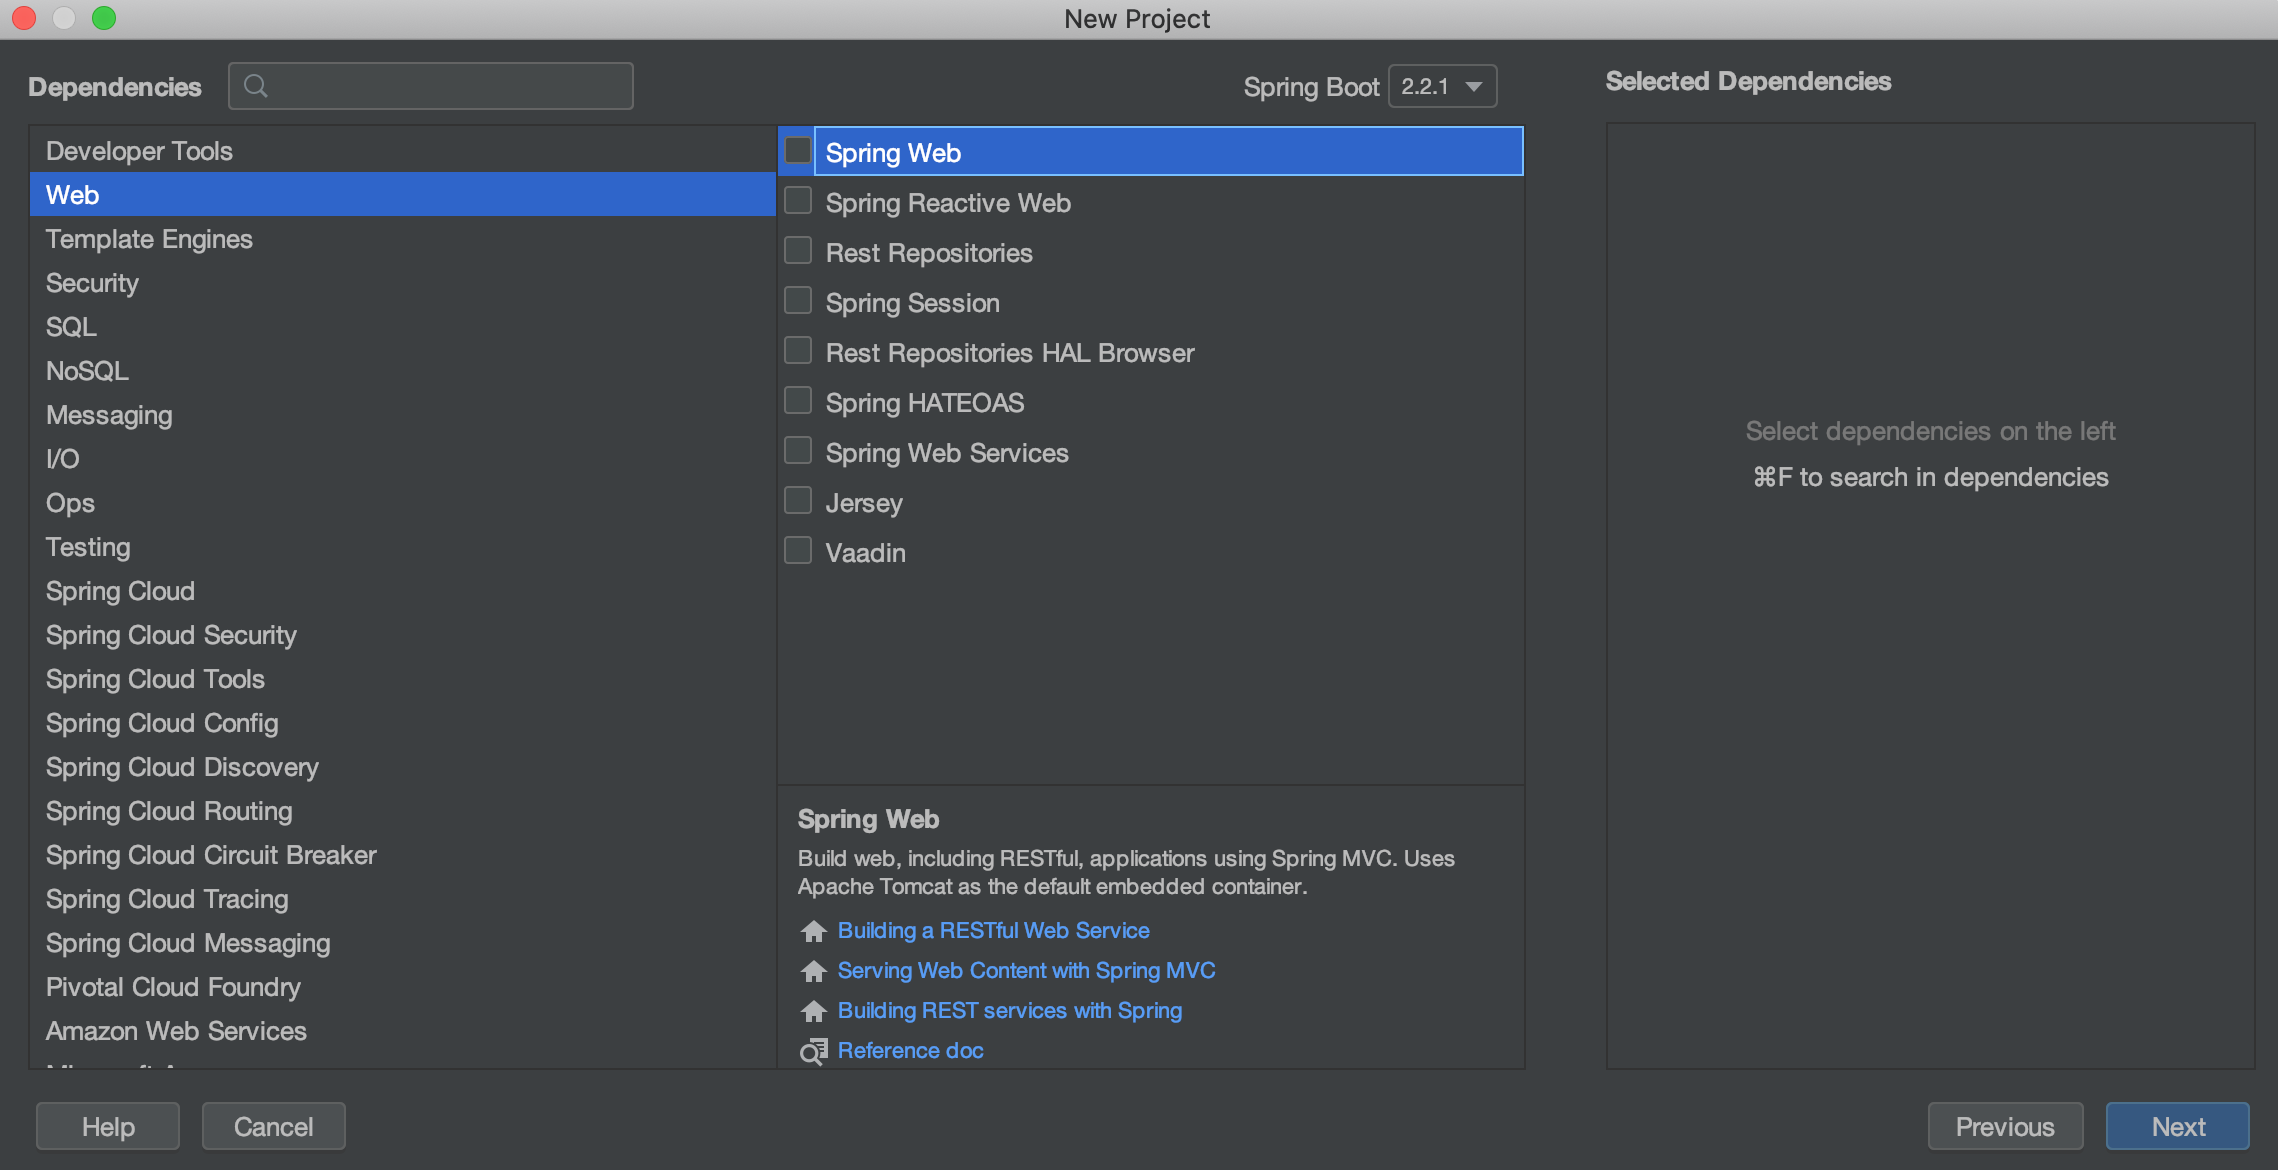 New Project
Dependencies
Spring Boot 2.2.1
Selected Dependencies
Developer Tools
Web
Template Engines
Security
SQL
NoSQL
Messaging
I/O
Ops
Testing
Spring Cloud
Spring Cloud Security
Spring Cloud Tools
Spring Cloud Config
Spring Cloud Discovery
Spring Cloud Routing
Spring Cloud Circuit Breaker
Spring Cloud Tracing
Spring Cloud Messaging
Pivotal Cloud Foundry
Amazon Web Services
Spring Web
Spring Reactive Web
Rest Repositories
Spring Session
Rest Repositories HAL Browser
Spring HATEOAS
Spring Web Services
Jersey
Vaadin
Spring Web
Build web, including RESTful, applications using Spring MVC. Uses
Apache Tomcat as the default embedded container.
Building a RESTful Web Service
Serving Web Content with Spring MVC
Building REST services with Spring
Reference doc
Select dependencies on the left
⌘F to search in dependencies
Help
Cancel
Previous
Next